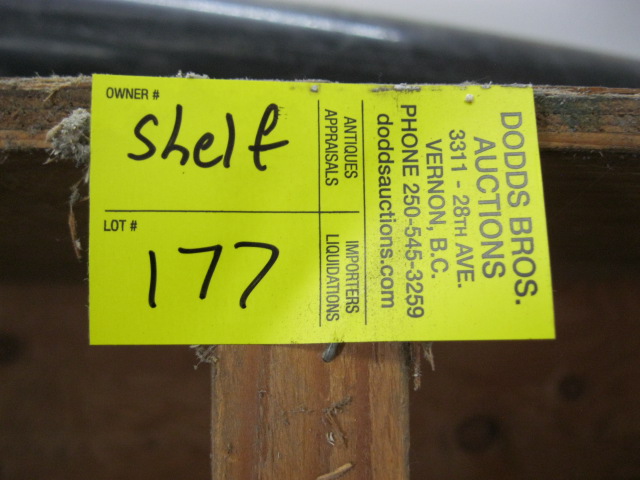 OWNER #
shelf
LOT #
177
ANTIQUES
APPRAISALS
IMPORTERS
LIQUIDATIONS
DODDS BROS.
AUCTIONS
3311 - 28TH AVE.
VERNON, B.C.
PHONE 250-545-3259
doddsauctions.com